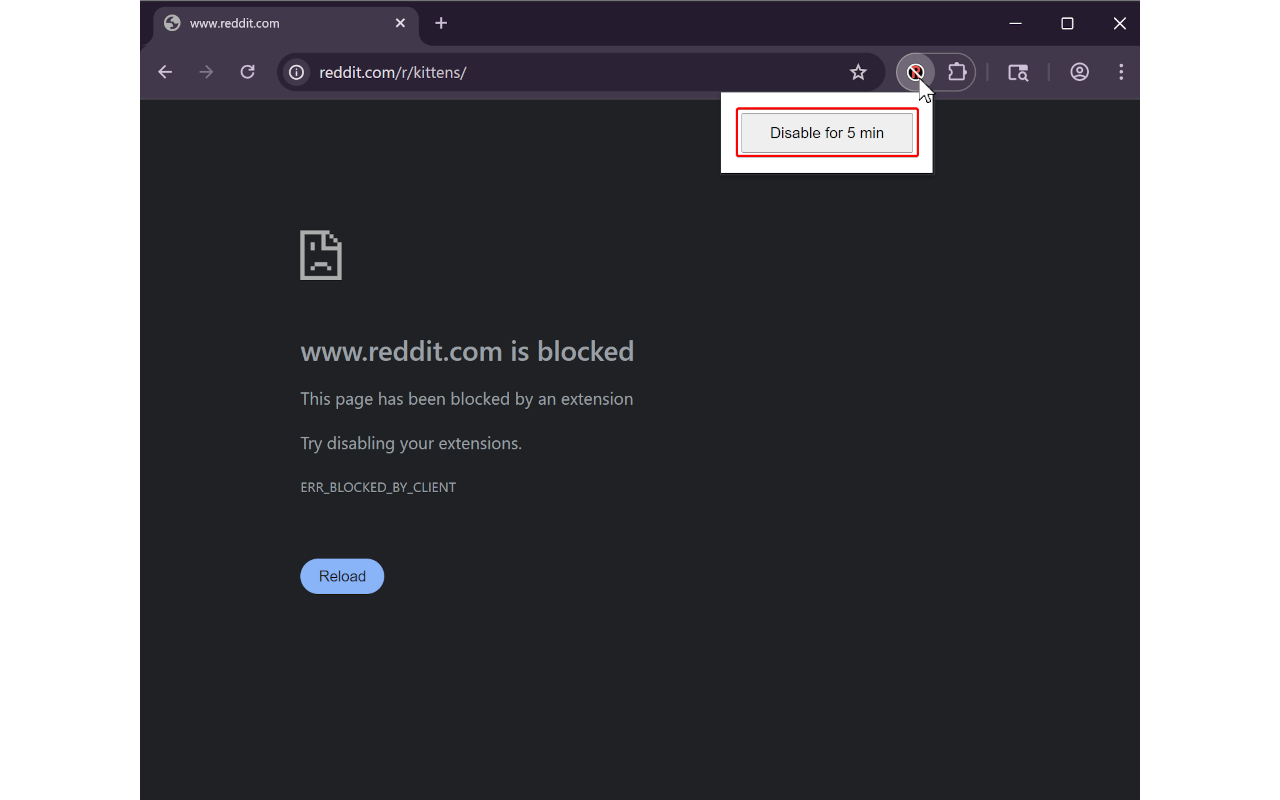 www.reddit.com
reddit.com/r/kittens/
Disable for 5 min
www.reddit.com is blocked
This page has been blocked by an extension
Try disabling your extensions.
ERR_BLOCKED_BY_CLIENT
Reload